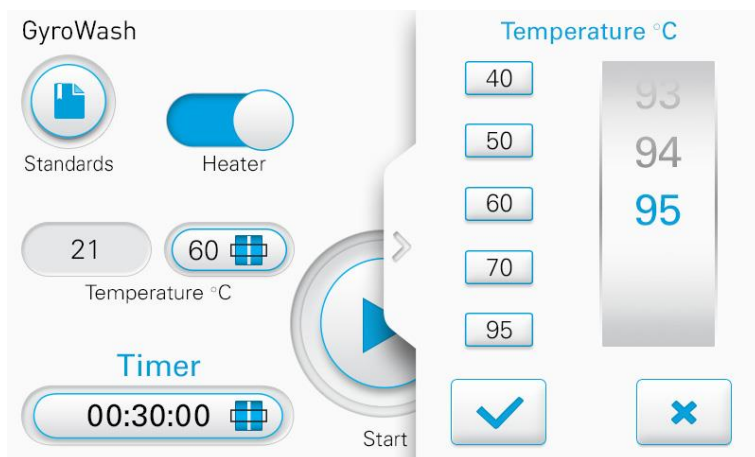 GyroWash
Standards
Heater
21
60
Temperature °C
Timer
00:30:00
Start
Temperature °C
40
50
60
70
95
93
94
95